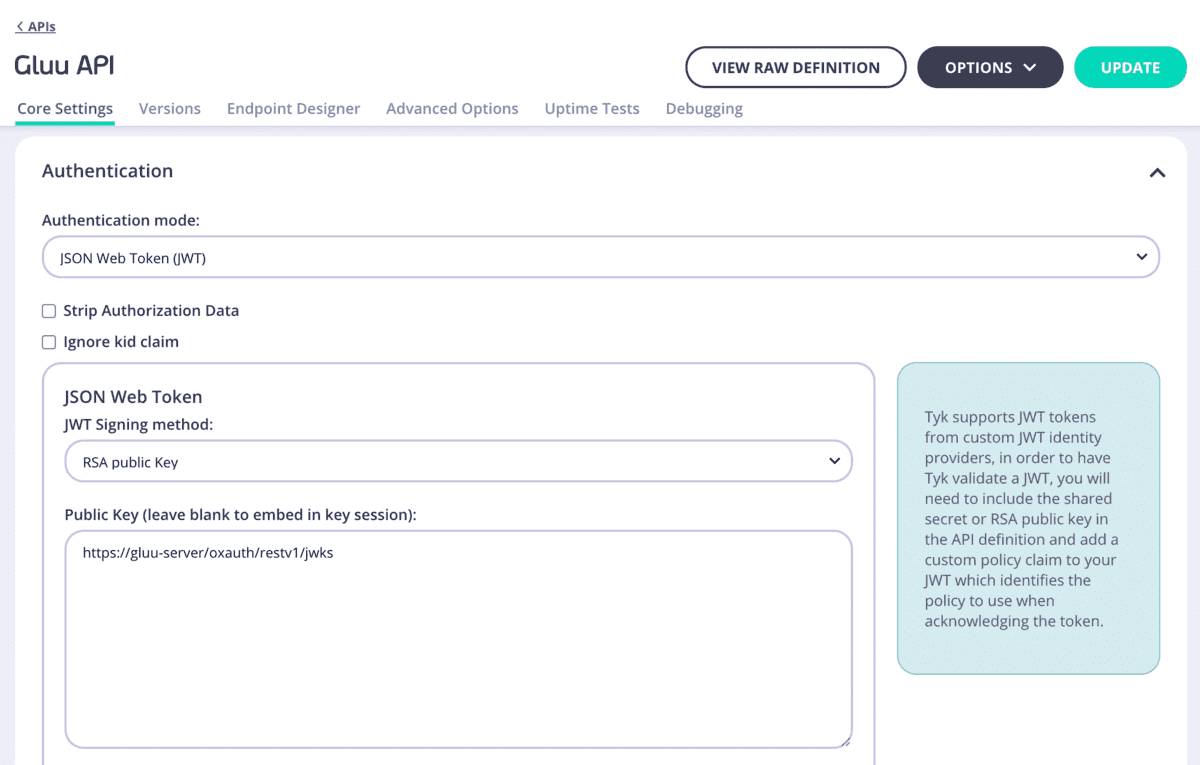 APIs
Gluu API
VIEW RAW DEFINITION
OPTIONS
UPDATE
Core Settings
Versions
Endpoint Designer
Advanced Options
Uptime Tests
Debugging
Authentication
Authentication mode:
JSON Web Token (JWT)
Strip Authorization Data
Ignore kid claim
JSON Web Token
JWT Signing method:
RSA public Key
Public Key (leave blank to embed in key session):
https://gluu-server/oxauth/restv1/jwks
Tyk supports JWT tokens
from custom JWT identity
providers, in order to have
Tyk validate a JWT, you will
need to include the shared
secret or RSA public key in
the API definition and add a
custom policy claim to your
JWT which identifies the
policy to use when
acknowledging the token.